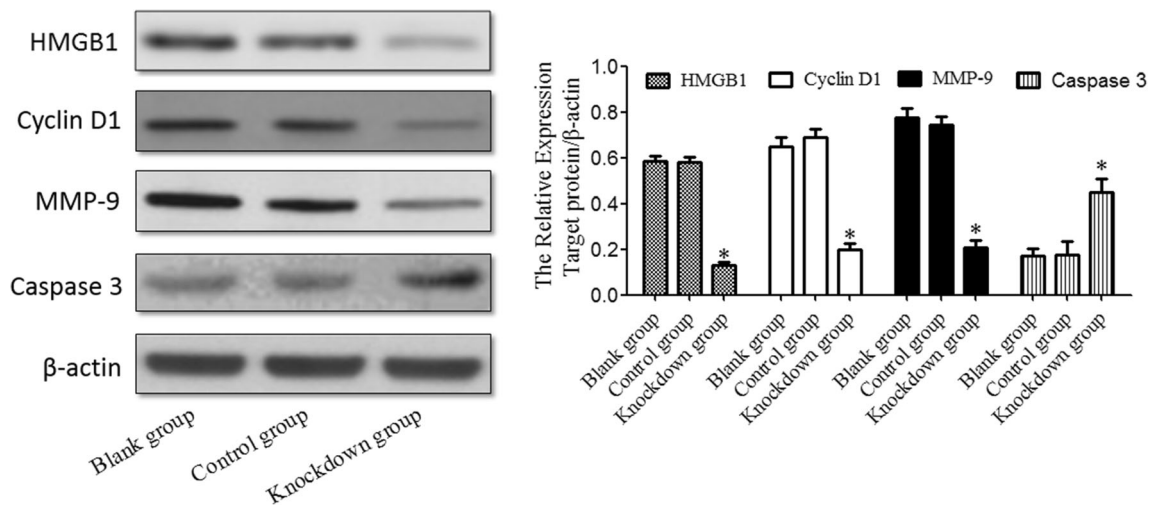 HMGB1
Cyclin D1
MMP-9
Caspase 3
β-actin
Blank group
Control group
Knockdown group
The Relative Expression
Target protein/β-actin
1.0
0.8
0.6
0.4
0.2
0.0
HMGB1
Cyclin D1
MMP-9
Caspase 3
*
*
*
*
Blank group
Control group
Knockdown group
Blank group
Control group
Knockdown group
Blank group
Control group
Knockdown group
Blank group
Control group
Knockdown group